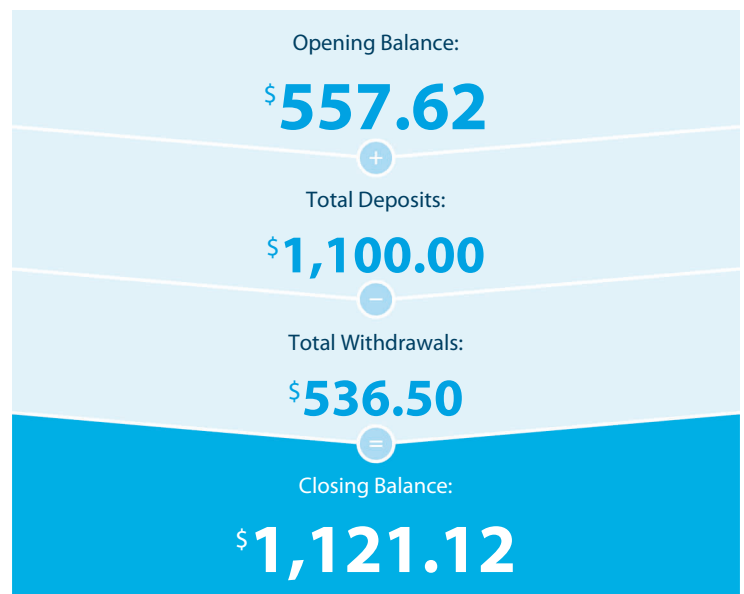 Opening Balance:
$557.62
+
Total Deposits:
$1,100.00
−
Total Withdrawals:
$536.50
=
Closing Balance:
$1,121.12